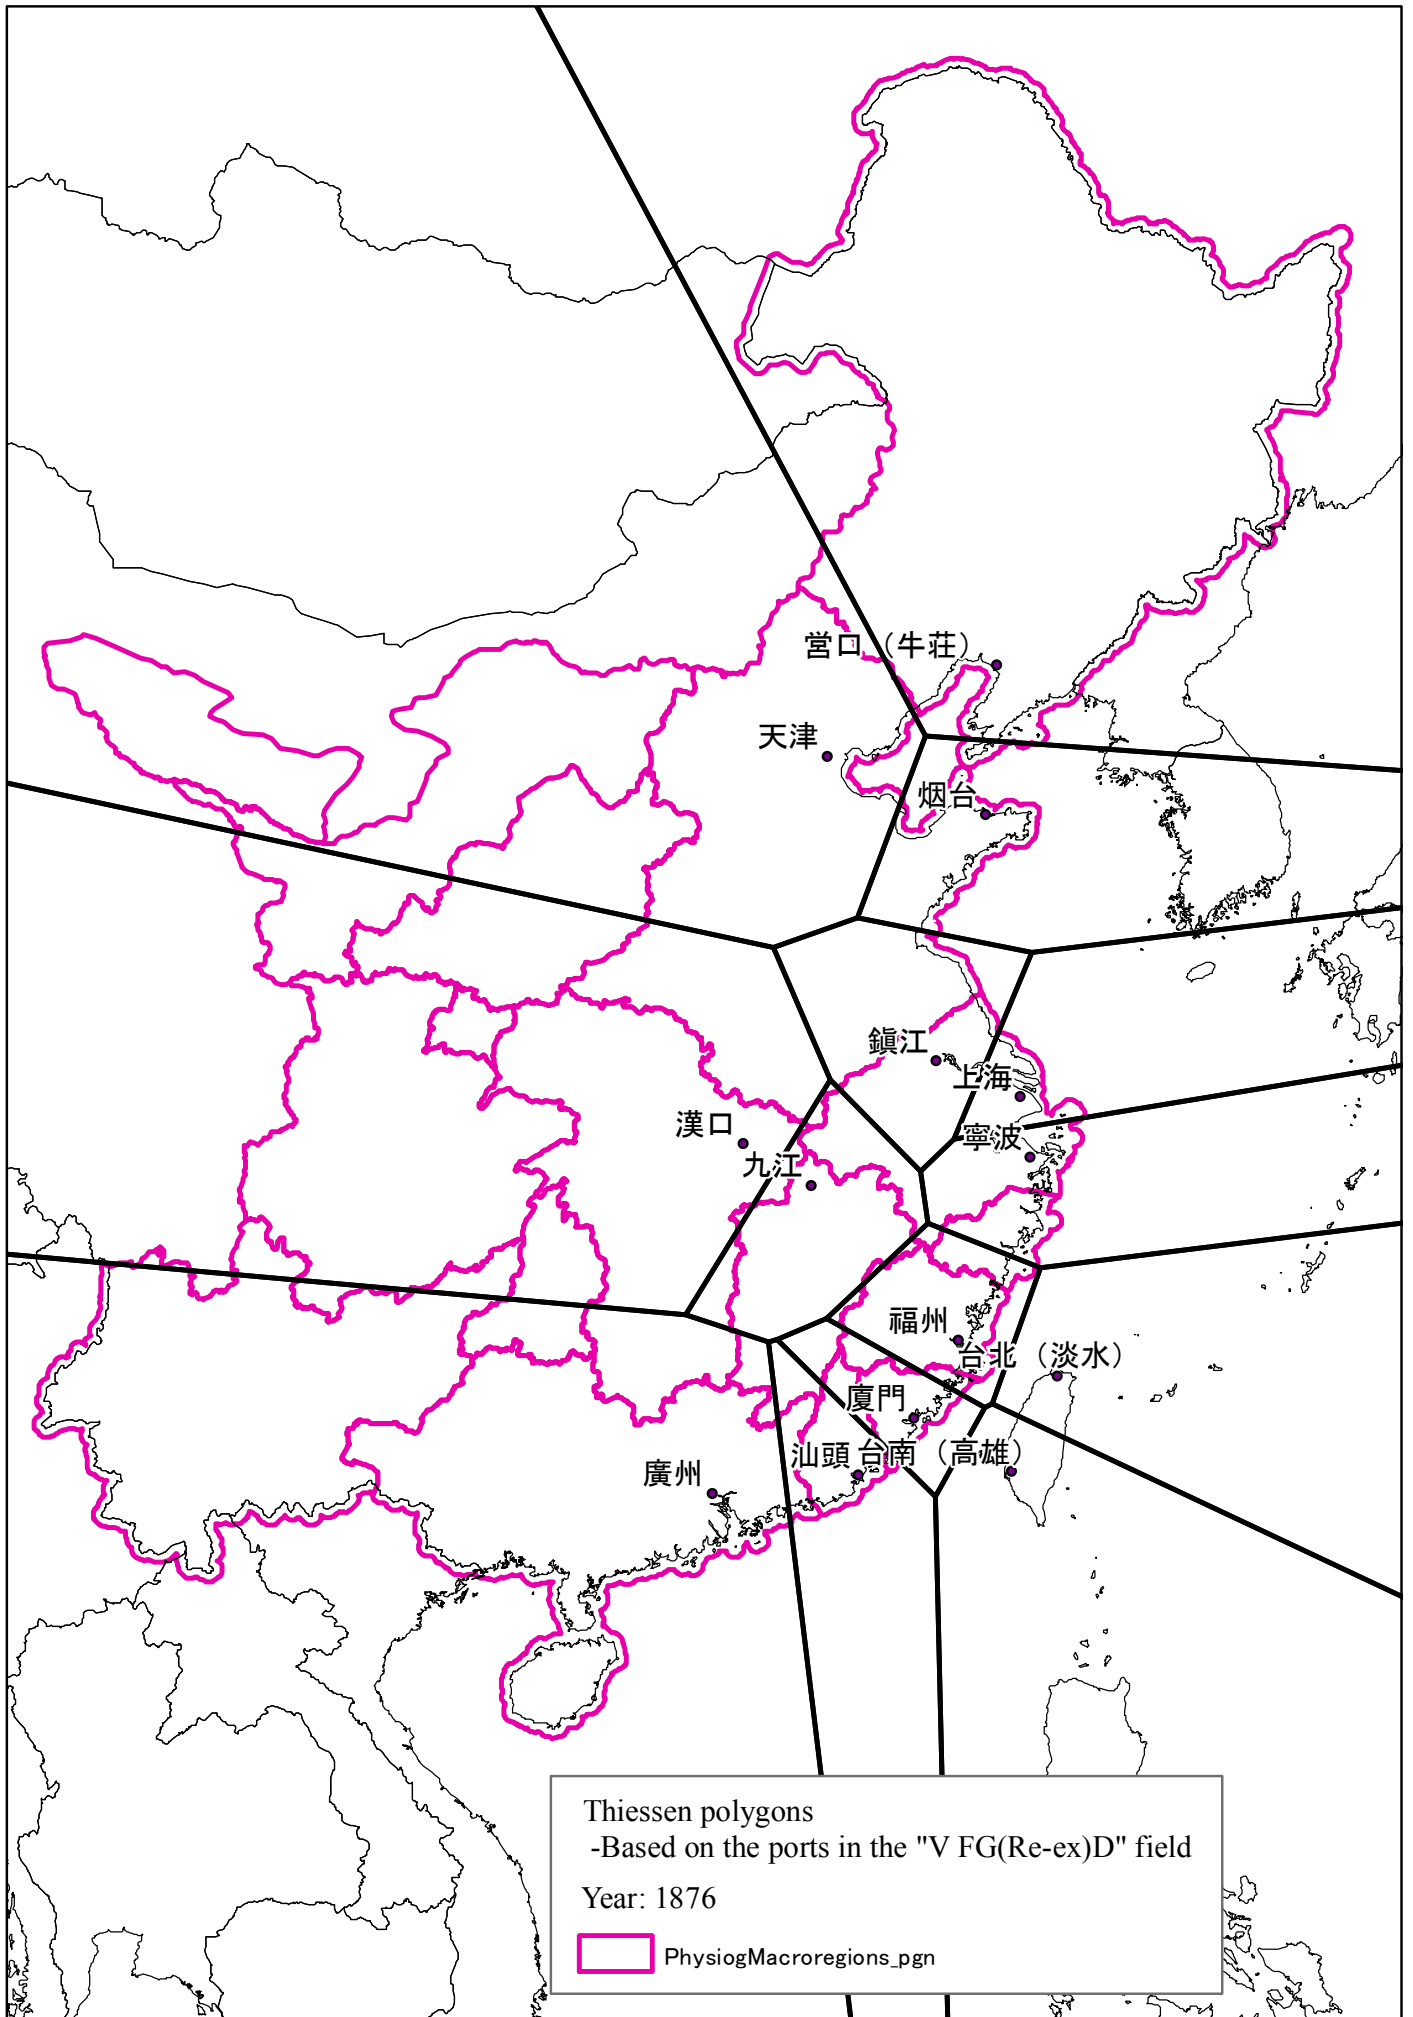 営口（牛荘）
天津
烟台
鎮江
上海
漢口
寧波
九江
福州
台北（淡水）
廈門
汕頭
台南（高雄）
廣州
Thiessen polygons
-Based on the ports in the "V FG(Re-ex)D" field
Year: 1876
PhysiogMacroregions_pgn